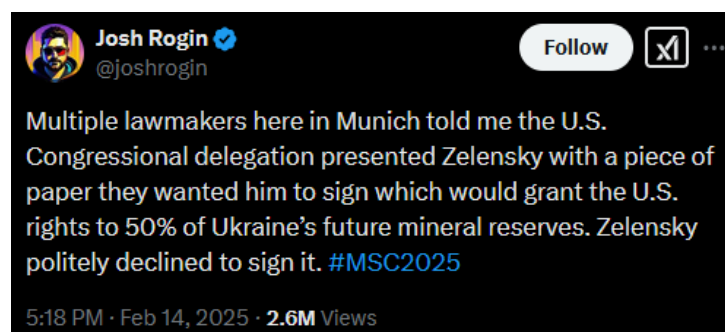 Josh Rogin
@joshrogin
Follow
Multiple lawmakers here in Munich told me the U.S.
Congressional delegation presented Zelensky with a piece of
paper they wanted him to sign which would grant the U.S.
rights to 50% of Ukraine’s future mineral reserves. Zelensky
politely declined to sign it. #MSC2025
5:18 PM · Feb 14, 2025 · 2.6M Views